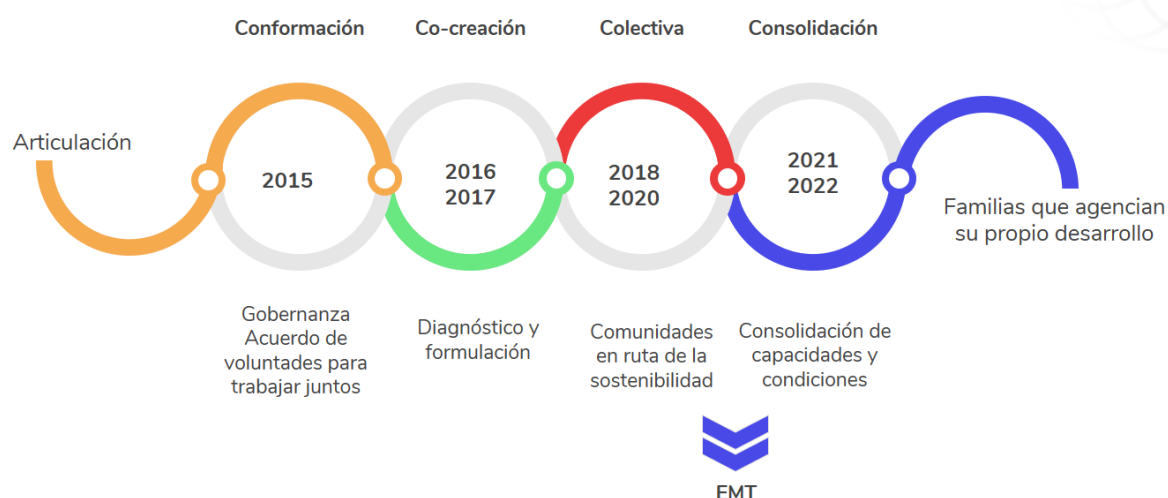 Conformación
Co-creación
Colectiva
Consolidación
Articulación
2015
2016
2017
2018
2020
2021
2022
Familias que agencian
su propio desarrollo
Gobernanza
Acuerdo de
voluntades para
trabajar juntos
Diagnóstico y
formulación
Comunidades
en ruta de la
sostenibilidad
Consolidación de
capacidades y
condiciones
FMT